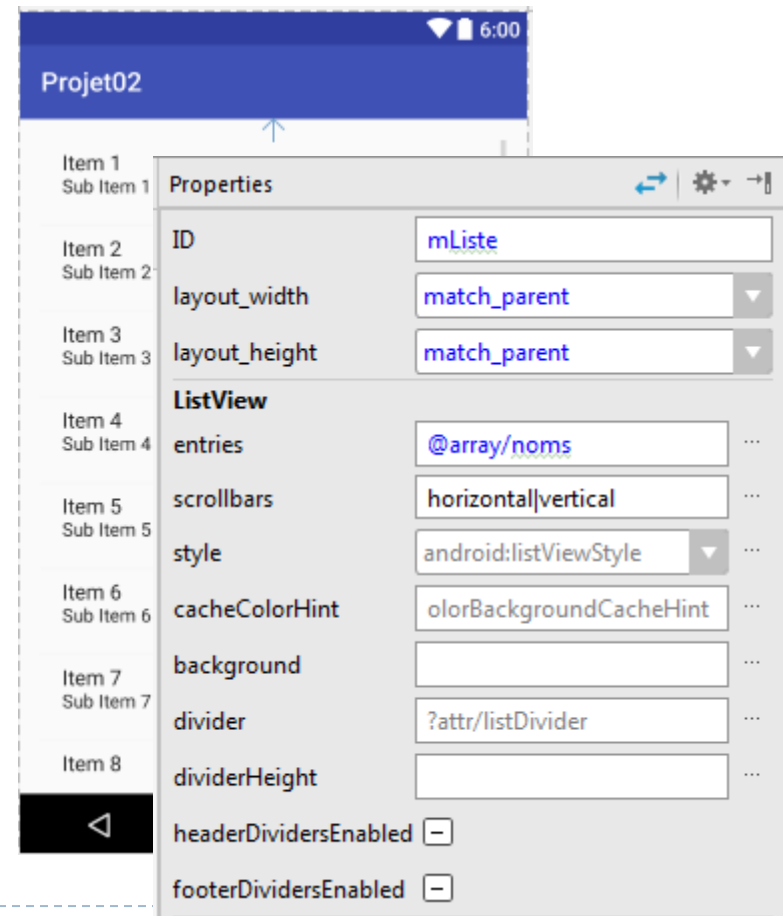 6:00
Projet02
Item 1
Sub Item 1
Item 2
Sub Item 2
Item 3
Sub Item 3
Item 4
Sub Item 4
Item 5
Sub Item 5
Item 6
Sub Item 6
Item 7
Sub Item 7
Item 8
Properties
ID mListe
layout_width match_parent
layout_height match_parent
ListView
entries @array/noms
scrollbars horizontal|vertical
style android:listViewStyle
cacheColorHint olorBackgroundCacheHint
background
divider ?attr/listDivider
dividerHeight
headerDividersEnabled
footerDividersEnabled